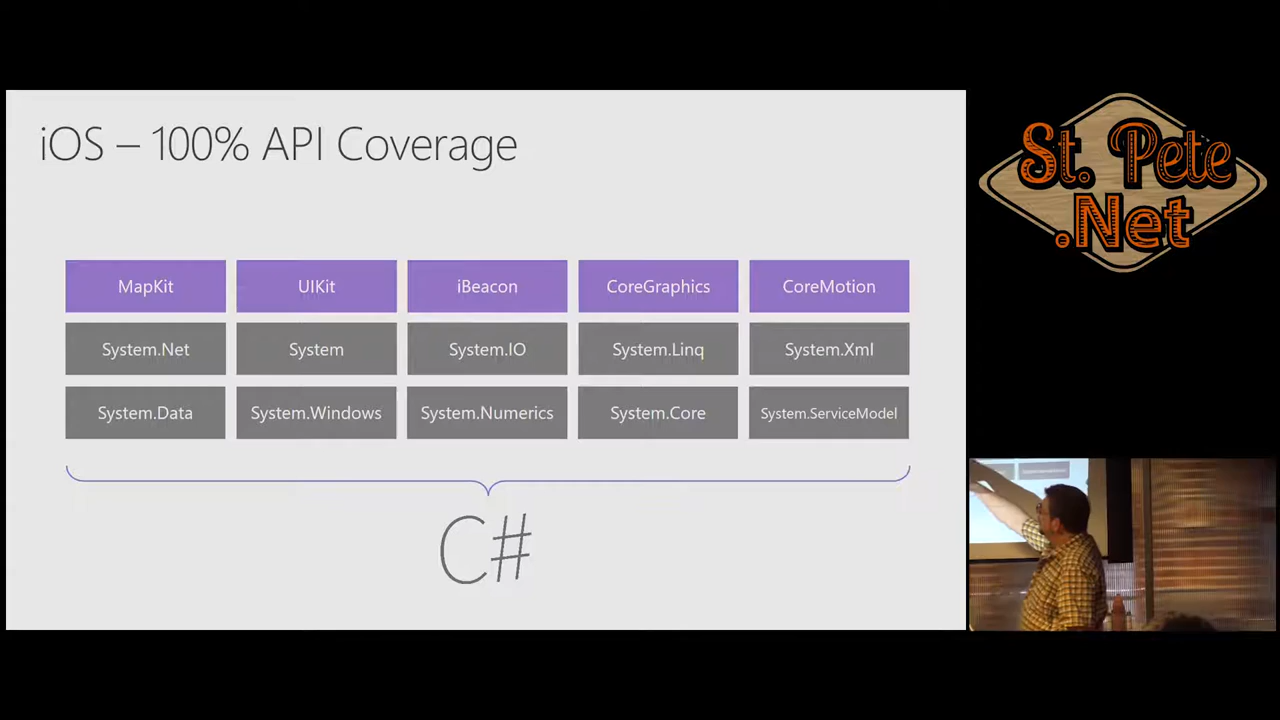 iOS – 100% API Coverage
MapKit UIKit iBeacon CoreGraphics CoreMotion
System.Net System System.IO System.Linq System.Xml
System.Data System.Windows System.Numerics System.Core System.ServiceModel
C#
St. Pete
.Net